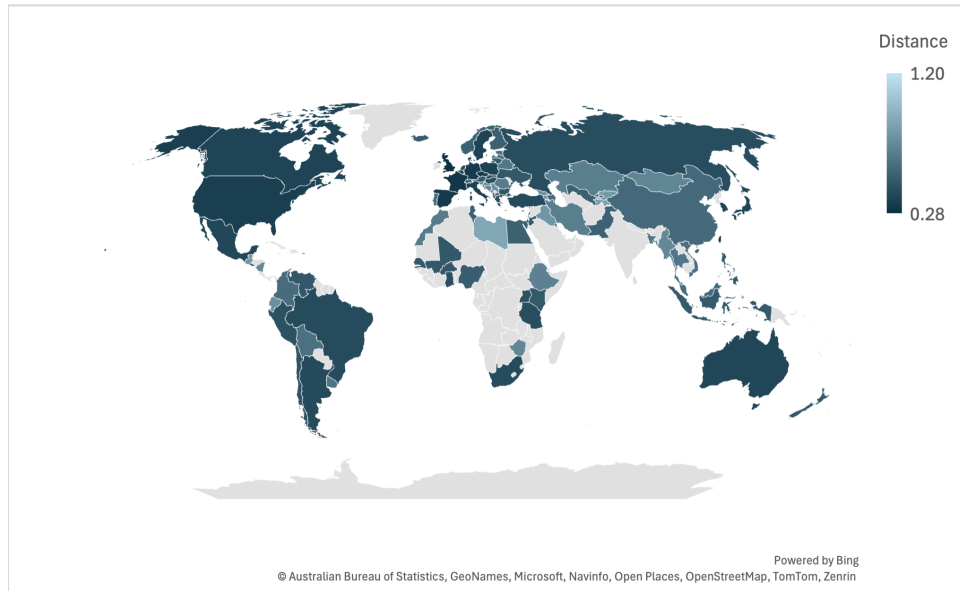 Distance
1.20
0.28
Powered by Bing
© Australian Bureau of Statistics, GeoNames, Microsoft, Navinfo, Open Places, OpenStreetMap, TomTom, Zenrin